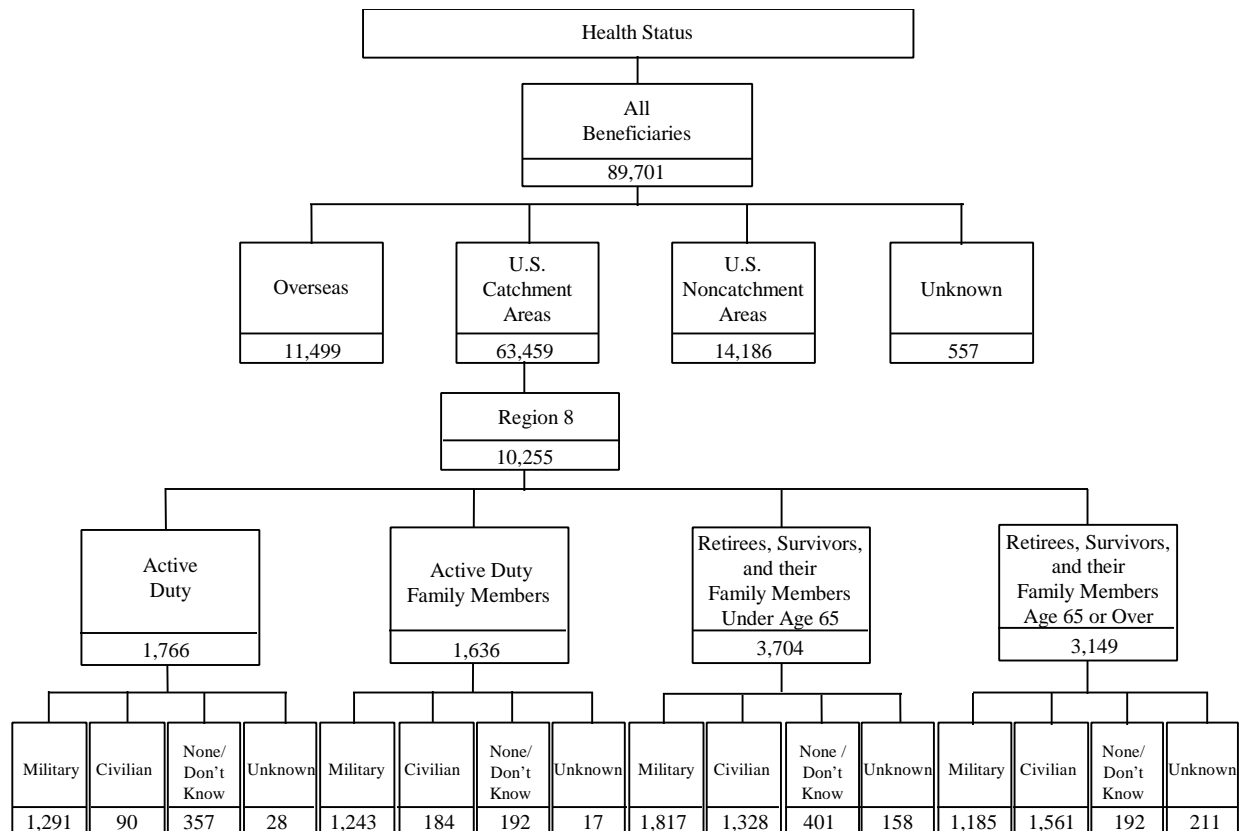 Health Status
All
Beneficiaries
89,701
Overseas
11,499
U.S.
Catchment
Areas
63,459
U.S.
Noncatchment
Areas
14,186
Unknown
557
Region 8
10,255
Active
Duty
1,766
Active Duty
Family Members
1,636
Retirees, Survivors,
and their
Family Members
Under Age 65
3,704
Retirees, Survivors,
and their
Family Members
Age 65 or Over
3,149
Military
1,291
Civilian
90
None/
Don't
Know
357
Unknown
28
Military
1,243
Civilian
184
None/
Don't
Know
192
Unknown
17
Military
1,817
Civilian
1,328
None /
Don't
Know
401
Unknown
158
Military
1,185
Civilian
1,561
None/
Don't
Know
192
Unknown
211